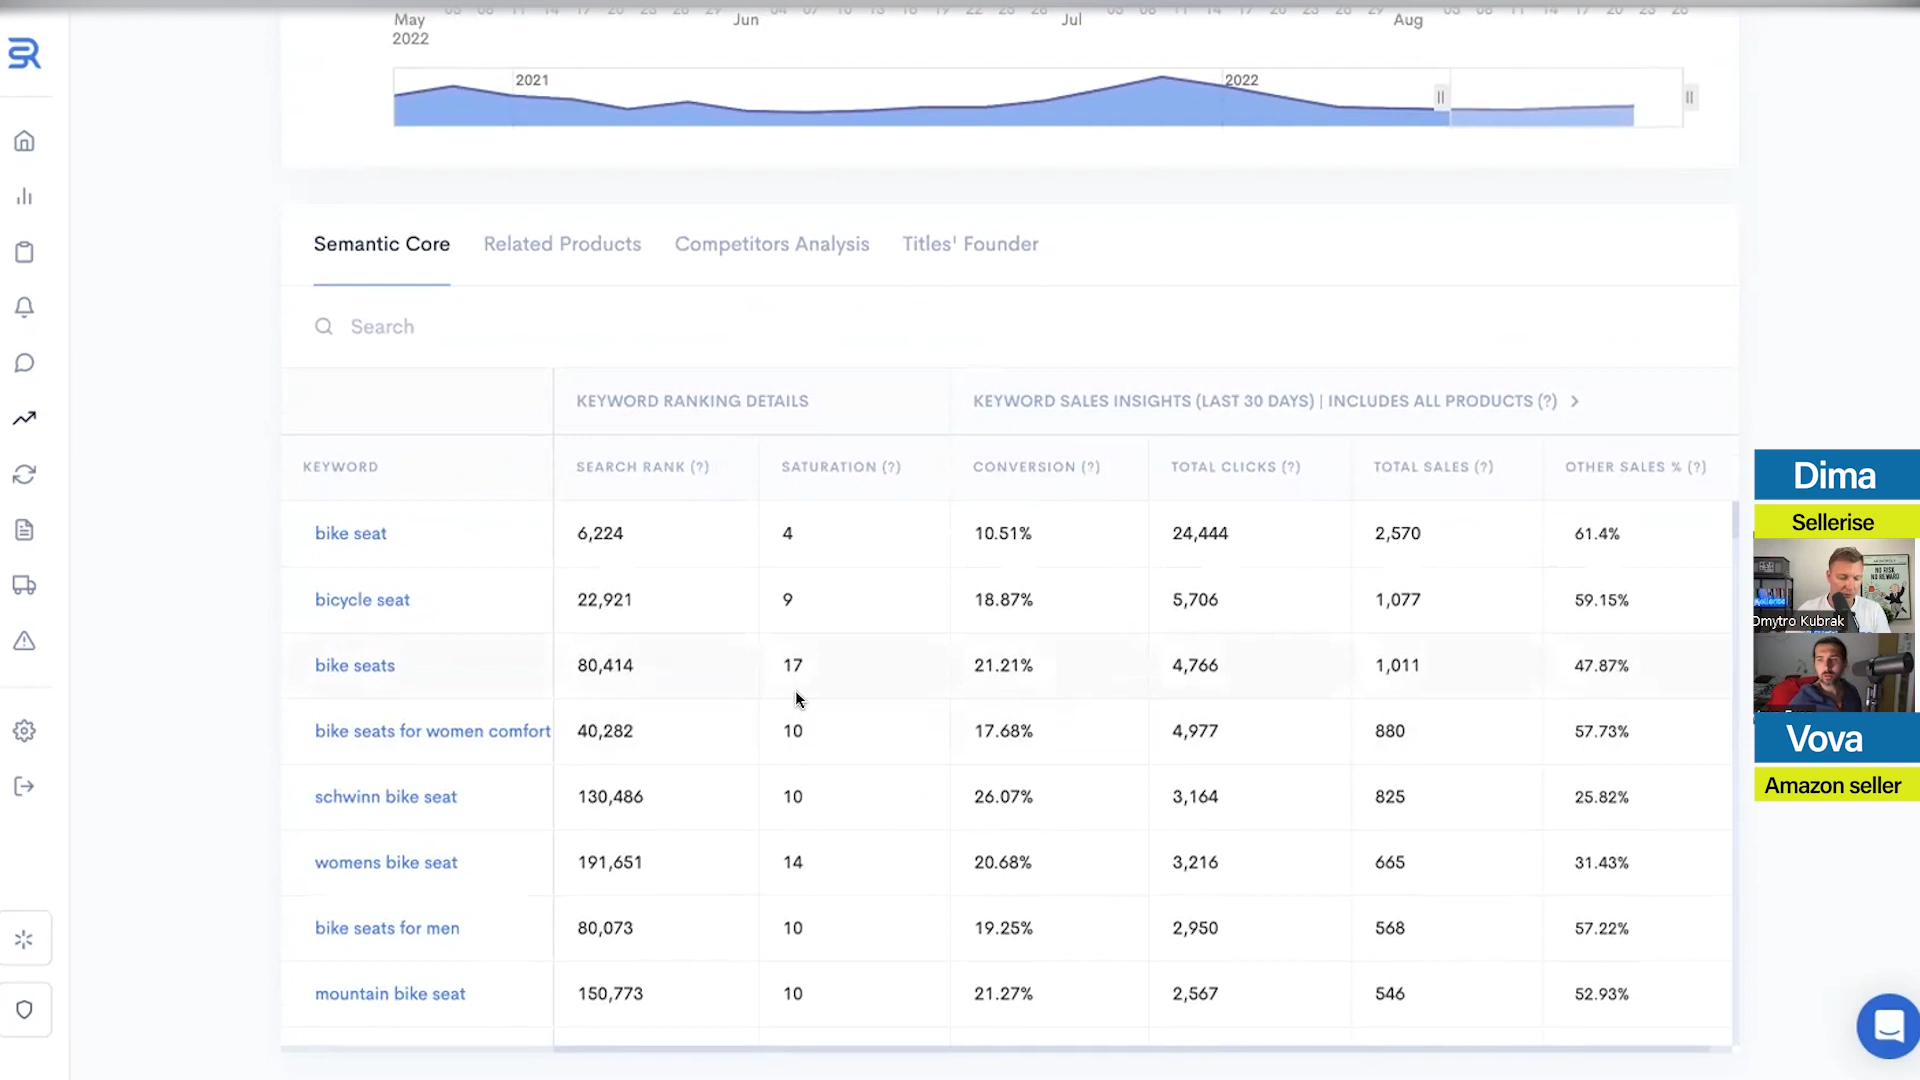 May
2022
Jun
Jul
Aug
2021
2022
Semantic Core
Related Products
Competitors Analysis
Titles' Founder
Search
KEYWORD RANKING DETAILS
KEYWORD SALES INSIGHTS (LAST 30 DAYS) | INCLUDES ALL PRODUCTS (?)
KEYWORD SEARCH RANK (?) SATURATION (?) CONVERSION (?) TOTAL CLICKS (?) TOTAL SALES (?) OTHER SALES % (?)
bike seat 6,224 4 10.51% 24,444 2,570 61.4%
bicycle seat 22,921 9 18.87% 5,706 1,077 59.15%
bike seats 80,414 17 21.21% 4,766 1,011 47.87%
bike seats for women comfort 40,282 10 17.68% 4,977 880 57.73%
schwinn bike seat 130,486 10 26.07% 3,164 825 25.82%
womens bike seat 191,651 14 20.68% 3,216 665 31.43%
bike seats for men 80,073 10 19.25% 2,950 568 57.22%
mountain bike seat 150,773 10 21.27% 2,567 546 52.93%
Dima
Sellerise
NO RISK
NO REWARD
Dmytro Kubrak
Vova
Amazon seller